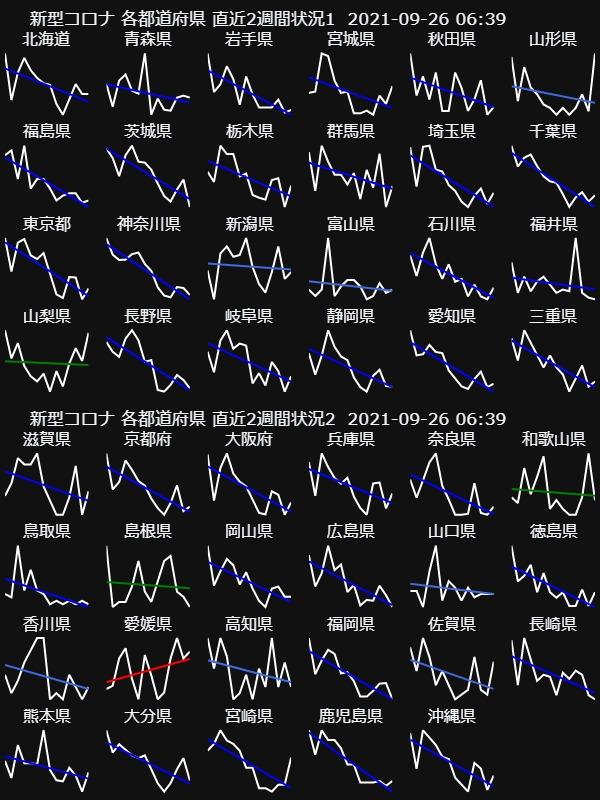 新型コロナ 各都道府県 直近2週間状況1 2021-09-26 06:39
北海道 青森県 岩手県 宮城県 秋田県 山形県
福島県 茨城県 栃木県 群馬県 埼玉県 千葉県
東京都 神奈川県 新潟県 富山県 石川県 福井県
山梨県 長野県 岐阜県 静岡県 愛知県 三重県
新型コロナ 各都道府県 直近2週間状況2 2021-09-26 06:39
滋賀県 京都府 大阪府 兵庫県 奈良県 和歌山県
鳥取県 島根県 岡山県 広島県 山口県 徳島県
香川県 愛媛県 高知県 福岡県 佐賀県 長崎県
熊本県 大分県 宮崎県 鹿児島県 沖縄県